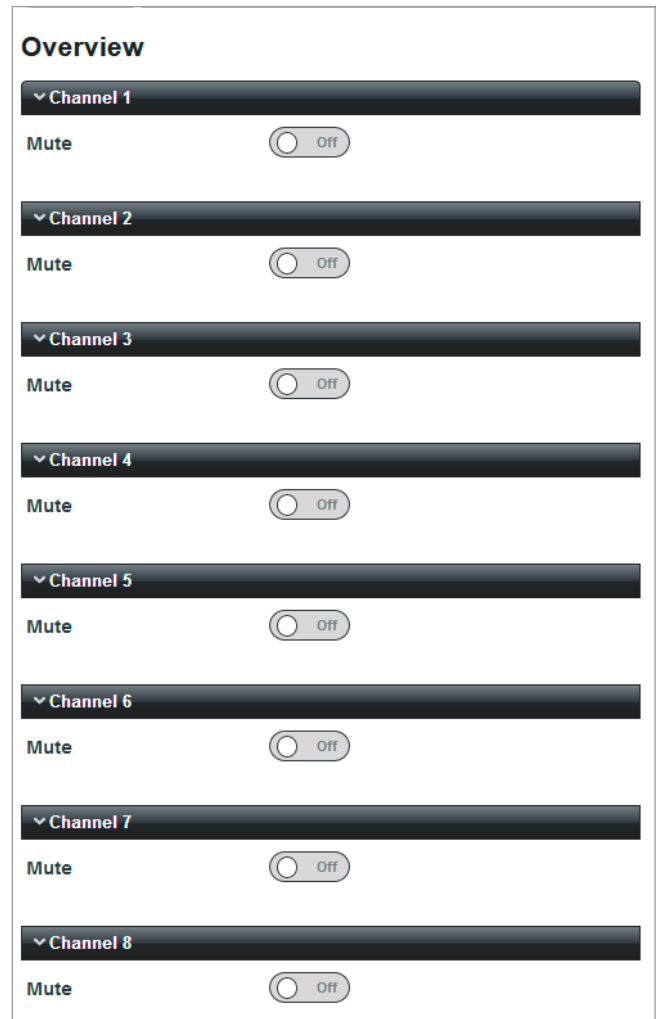 Overview
Channel 1
Mute Off
Channel 2
Mute Off
Channel 3
Mute Off
Channel 4
Mute Off
Channel 5
Mute Off
Channel 6
Mute Off
Channel 7
Mute Off
Channel 8
Mute Off